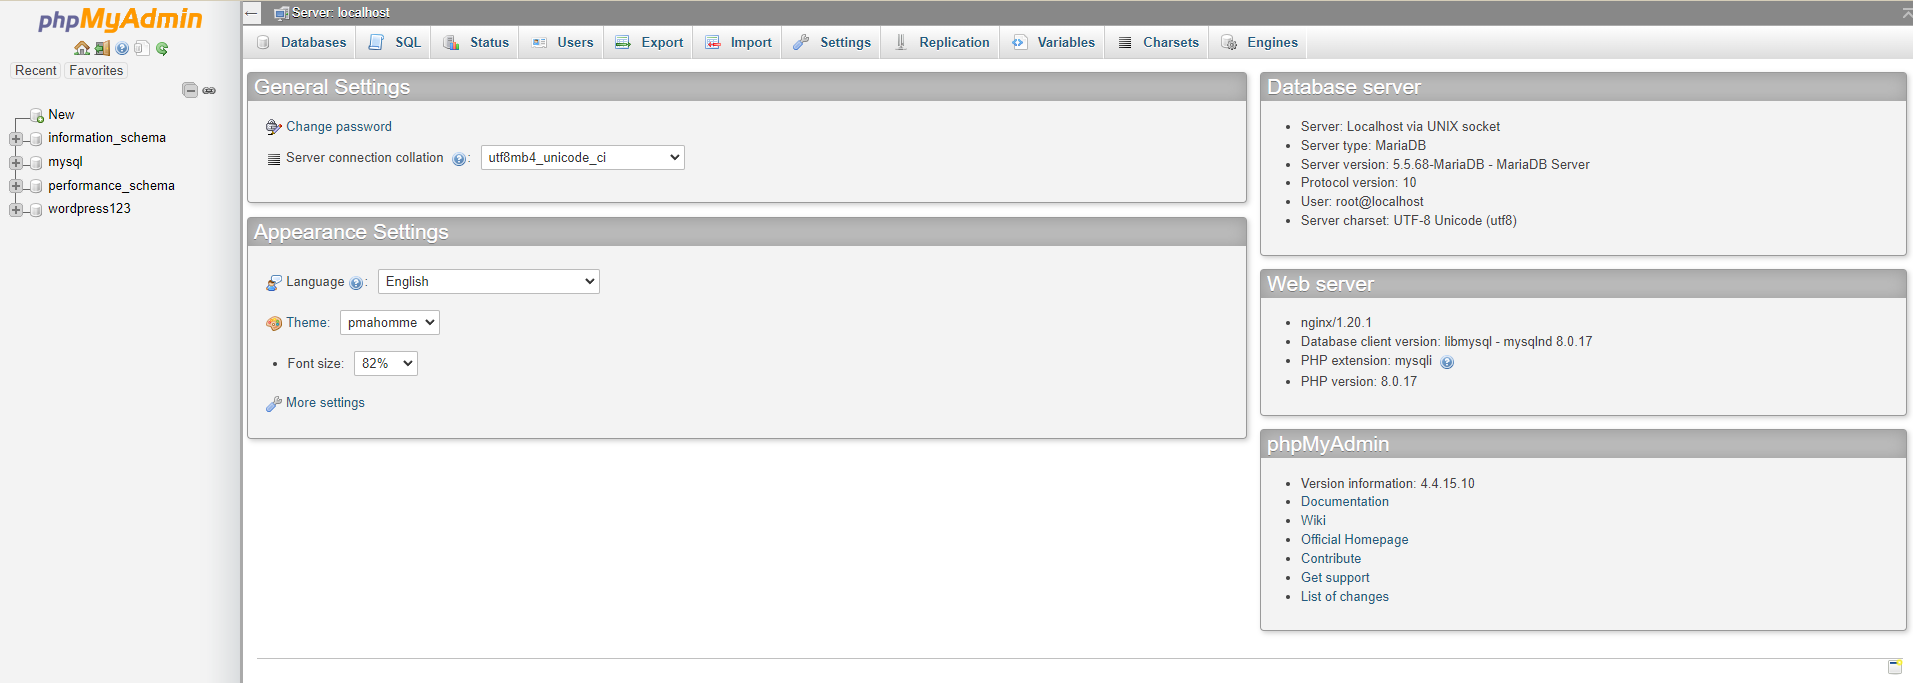 phpMyAdmin
Recent Favorites
New
information_schema
mysql
performance_schema
wordpress123
Server: localhost
Databases SQL Status Users Export Import Settings Replication Variables Charsets Engines
General Settings
Change password
Server connection collation : utf8mb4_unicode_ci
Appearance Settings
Language : English
Theme: pmahomme
Font size: 82%
More settings
Database server
Server: Localhost via UNIX socket
Server type: MariaDB
Server version: 5.5.68-MariaDB - MariaDB Server
Protocol version: 10
User: root@localhost
Server charset: UTF-8 Unicode (utf8)
Web server
nginx/1.20.1
Database client version: libmysql - mysqlnd 8.0.17
PHP extension: mysqli
PHP version: 8.0.17
phpMyAdmin
Version information: 4.4.15.10
Documentation
Wiki
Official Homepage
Contribute
Get support
List of changes